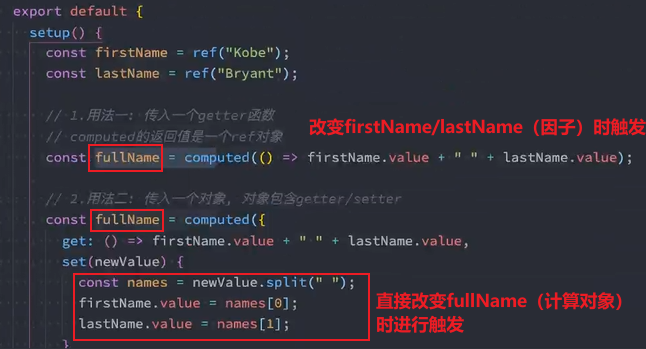 export default {
setup() {
const firstName = ref("Kobe");
const lastName = ref("Bryant");
// 1.用法一: 传入一个getter函数
// computed的返回值是一个ref对象
改变firstName/lastName（因子）时触发
const fullName = computed(() => firstName.value + " " + lastName.value);
// 2.用法二: 传入一个对象, 对象包含getter/setter
const fullName = computed({
get: () => firstName.value + " " + lastName.value,
set(newValue) {
const names = newValue.split(" ");
firstName.value = names[0];
lastName.value = names[1];
直接改变fullName（计算对象）
时进行触发
}